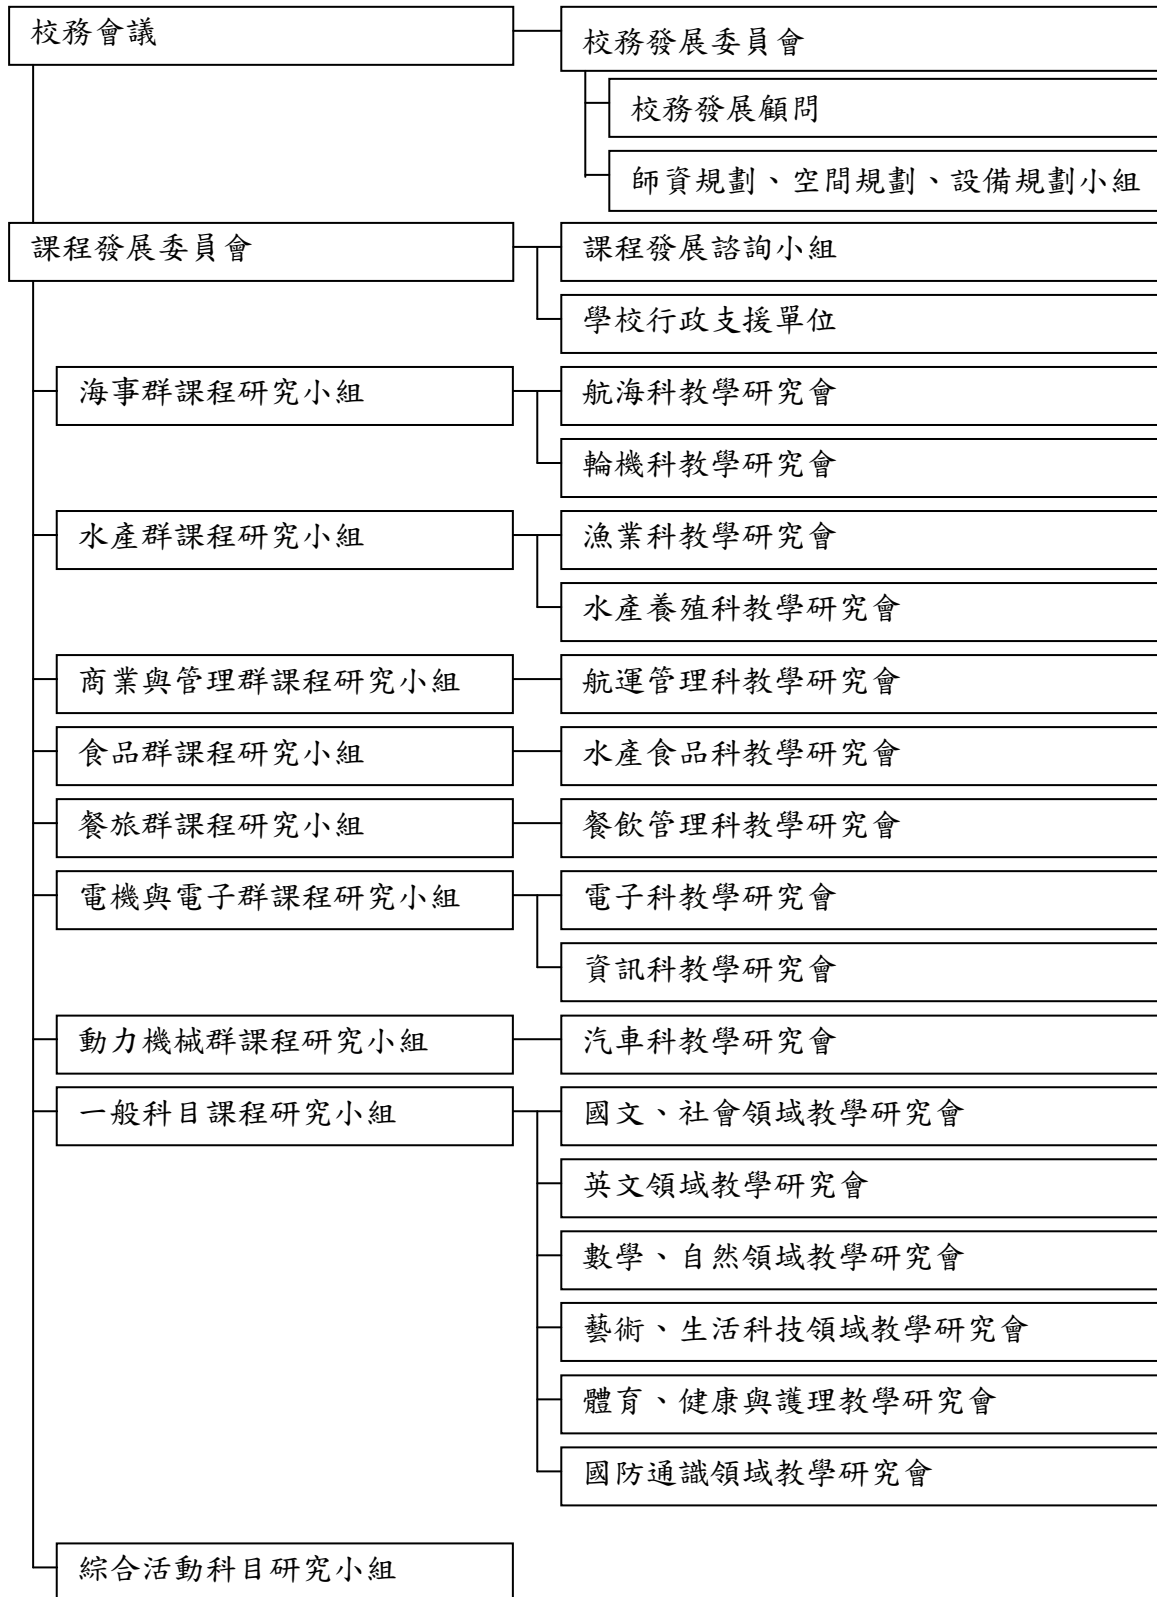 校務會議
校務發展委員會
校務發展顧問
師資規劃、空間規劃、設備規劃小組
課程發展委員會
課程發展諮詢小組
學校行政支援單位
海事群課程研究小組
航海科教學研究會
輪機科教學研究會
水產群課程研究小組
漁業科教學研究會
水產養殖科教學研究會
商業與管理群課程研究小組
航運管理科教學研究會
食品群課程研究小組
水產食品科教學研究會
餐旅群課程研究小組
餐飲管理科教學研究會
電機與電子群課程研究小組
電子科教學研究會
資訊科教學研究會
動力機械群課程研究小組
汽車科教學研究會
一般科目課程研究小組
國文、社會領域教學研究會
英文領域教學研究會
數學、自然領域教學研究會
藝術、生活科技領域教學研究會
體育、健康與護理教學研究會
國防通識領域教學研究會
綜合活動科目研究小組